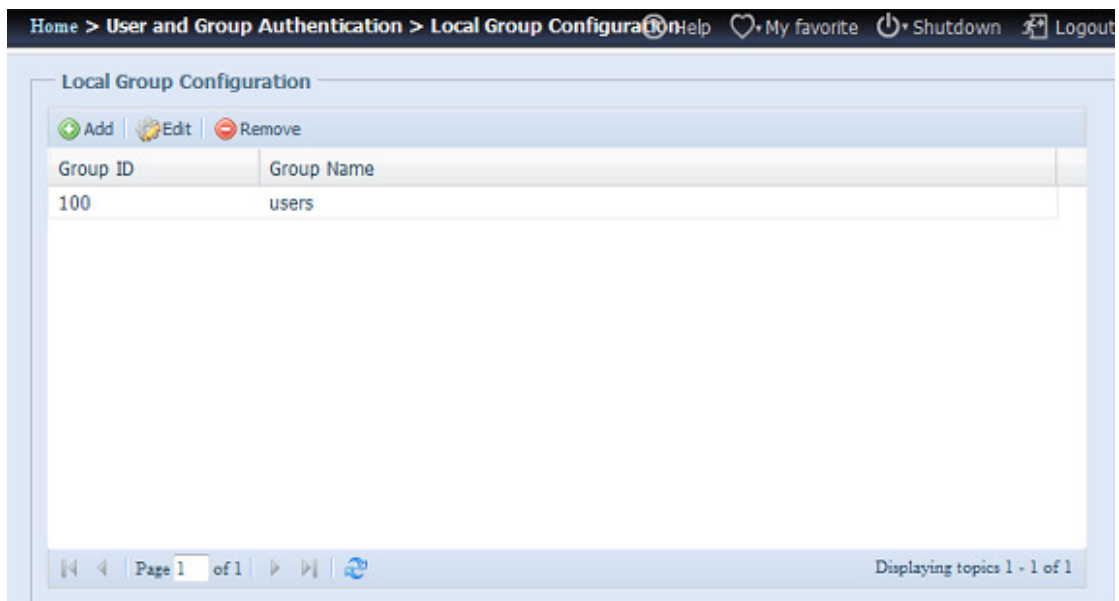 Home > User and Group Authentication > Local Group Configuration Help My favorite Shutdown Logout
Local Group Configuration
Add Edit Remove
Group ID Group Name
100 users
Page 1 of 1 Displaying topics 1 - 1 of 1